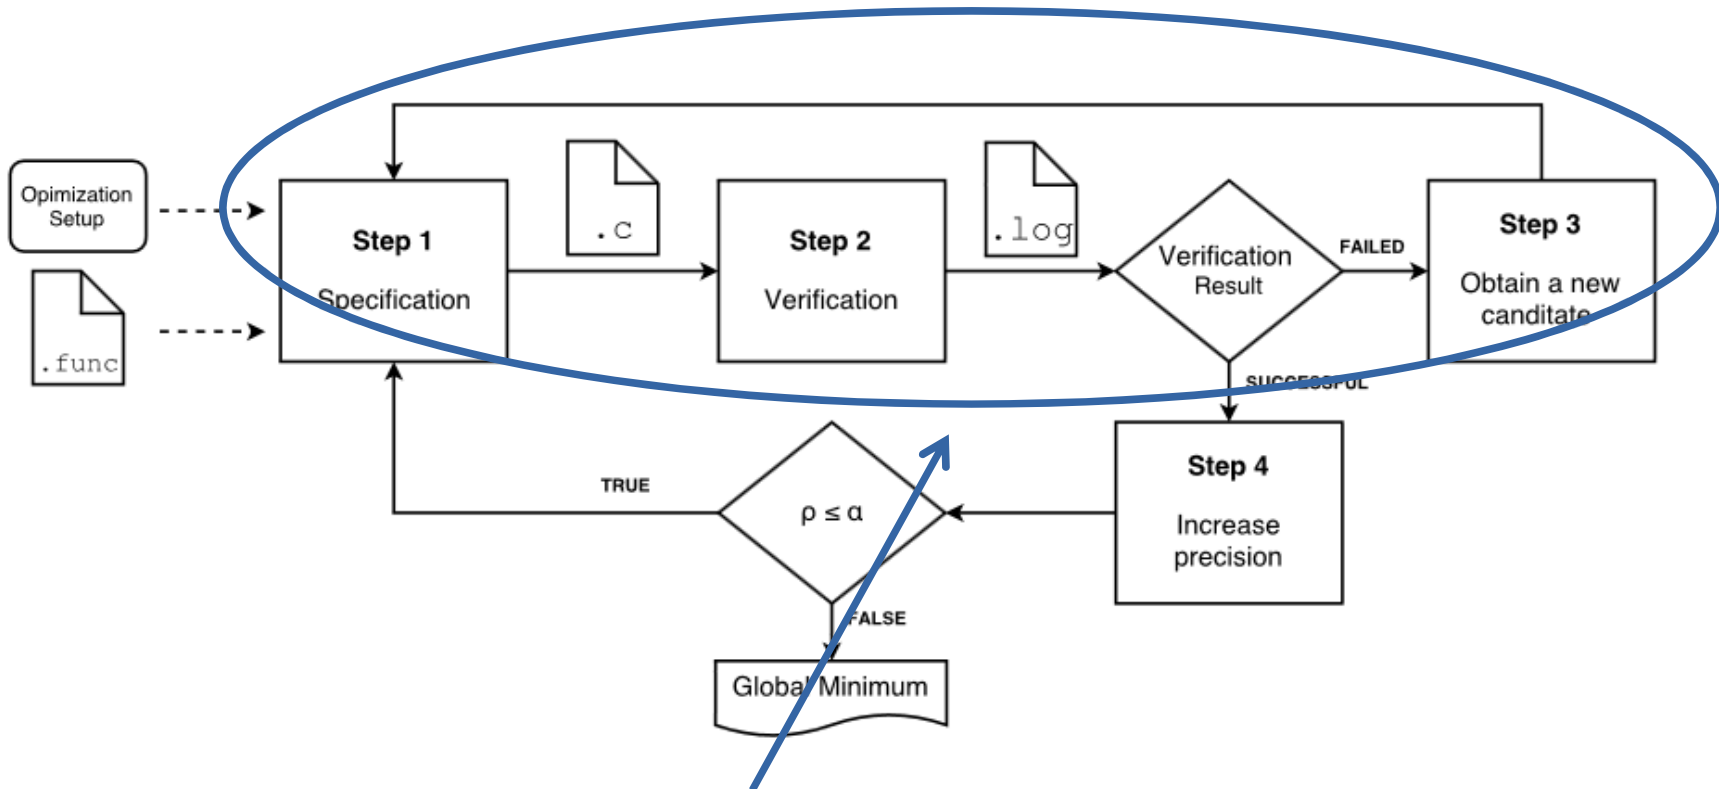 Opimization
Setup
.func
Step 1
Specification
.c
Step 2
Verification
.log
Verification
Result
FAILED
Step 3
Obtain a new
canditate
SUCCESSFUL
Step 4
Increase
precision
ρ ≤ α
TRUE
FALSE
Global Minimum